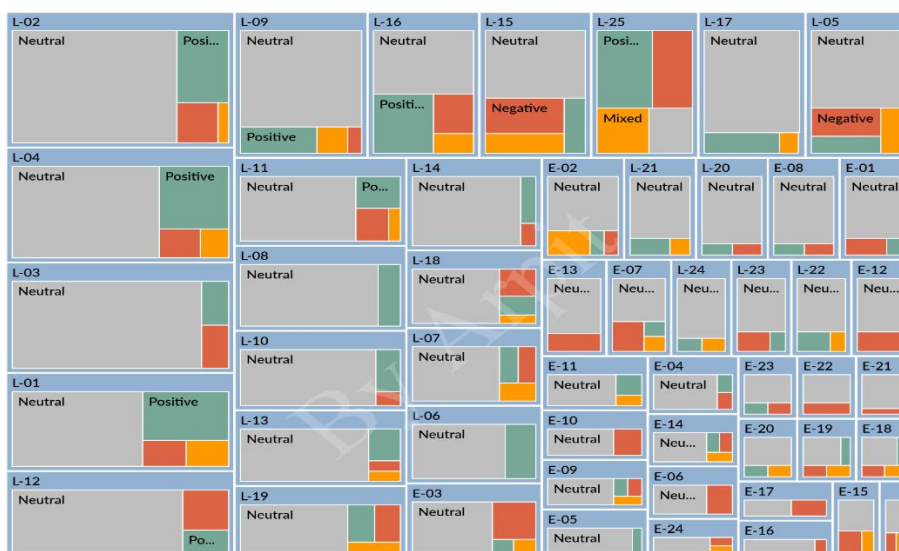 L-02
Neutral
Posi...
L-09
Neutral
Positive
L-16
Neutral
Positi...
L-15
Neutral
Negative
L-25
Posi...
Mixed
L-17
Neutral
L-05
Neutral
Negative
L-04
Neutral
Positive
L-11
Neutral
Po...
L-14
Neutral
E-02
Neutral
L-21
Neutral
L-20
Neutral
E-08
Neutral
E-01
Neutral
L-03
Neutral
L-08
Neutral
L-18
Neutral
E-13
Neu...
E-07
Neu...
L-24
Neu...
L-23
Neu...
L-22
Neu...
E-12
Neu...
L-10
Neutral
L-07
Neutral
L-01
Neutral
Positive
E-11
Neutral
E-04
Neutral
E-23
E-22
E-21
L-13
Neutral
L-06
Neutral
E-10
Neutral
E-14
Neu...
E-20
E-19
E-18
L-12
Neutral
Po...
L-19
Neutral
E-03
Neutral
E-09
Neutral
E-06
Neu...
E-17
E-15
E-05
Neutral
E-24
E-16
By Arpit